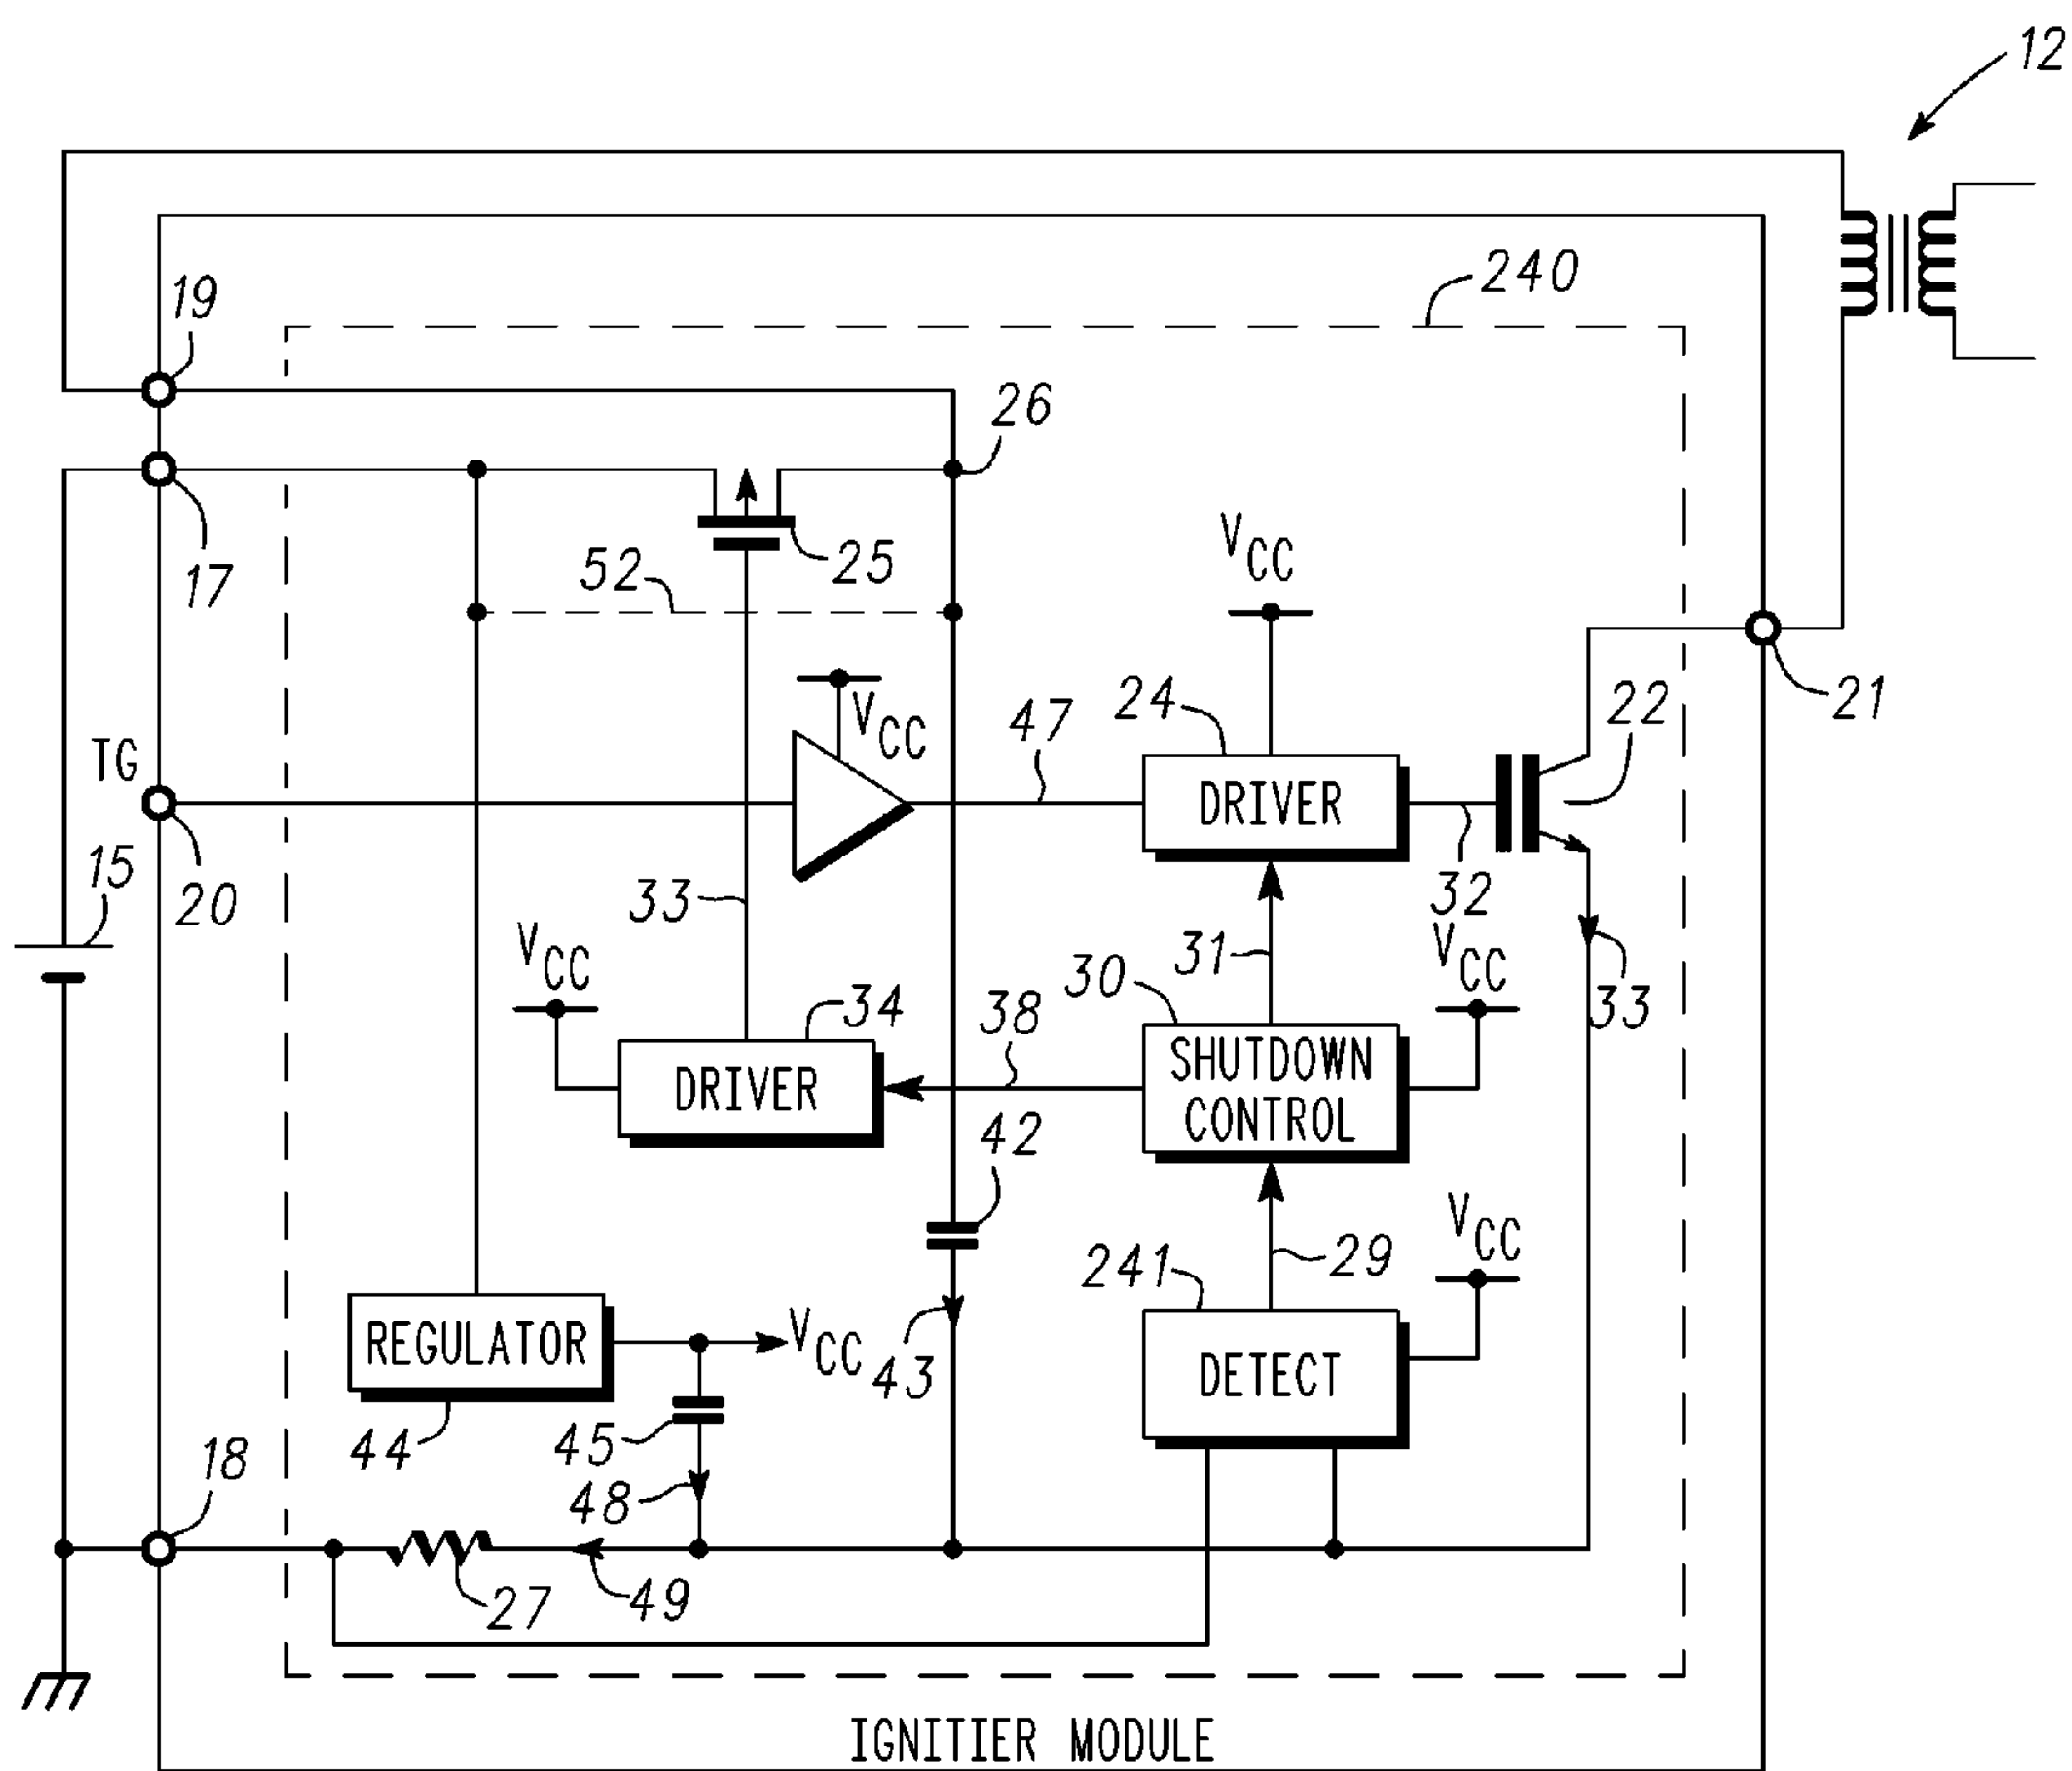 12
240
19
26
17
25
52
VCC
VCC
24
22
21
47
TG
DRIVER
15
20
33
32
VCC
31
VCC
30
34
38
33
DRIVER
SHUTDOWN
CONTROL
42
VCC
241
29
REGULATOR
VCC
43
DETECT
44
45
18
48
27
49
IGNITIER MODULE